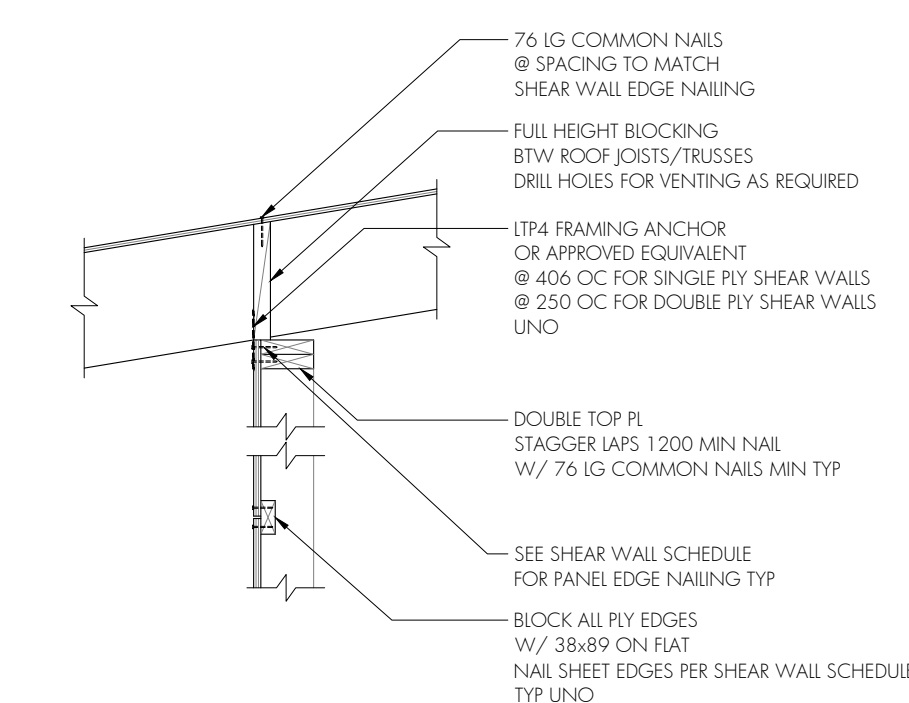 76 LG COMMON NAILS
@ SPACING TO MATCH
SHEAR WALL EDGE NAILING
FULL HEIGHT BLOCKING
BTW ROOF JOISTS/TRUSSES
DRILL HOLES FOR VENTING AS REQUIRED
LTP4 FRAMING ANCHOR
OR APPROVED EQUIVALENT
@ 406 OC FOR SINGLE PLY SHEAR WALLS
@ 250 OC FOR DOUBLE PLY SHEAR WALLS
UNO
DOUBLE TOP PL
STAGGER LAPS 1200 MIN NAIL
W/ 76 LG COMMON NAILS MIN TYP
SEE SHEAR WALL SCHEDULE
FOR PANEL EDGE NAILING TYP
BLOCK ALL PLY EDGES
W/ 38x89 ON FLAT
NAIL SHEET EDGES PER SHEAR WALL SCHEDULE
TYP UNO